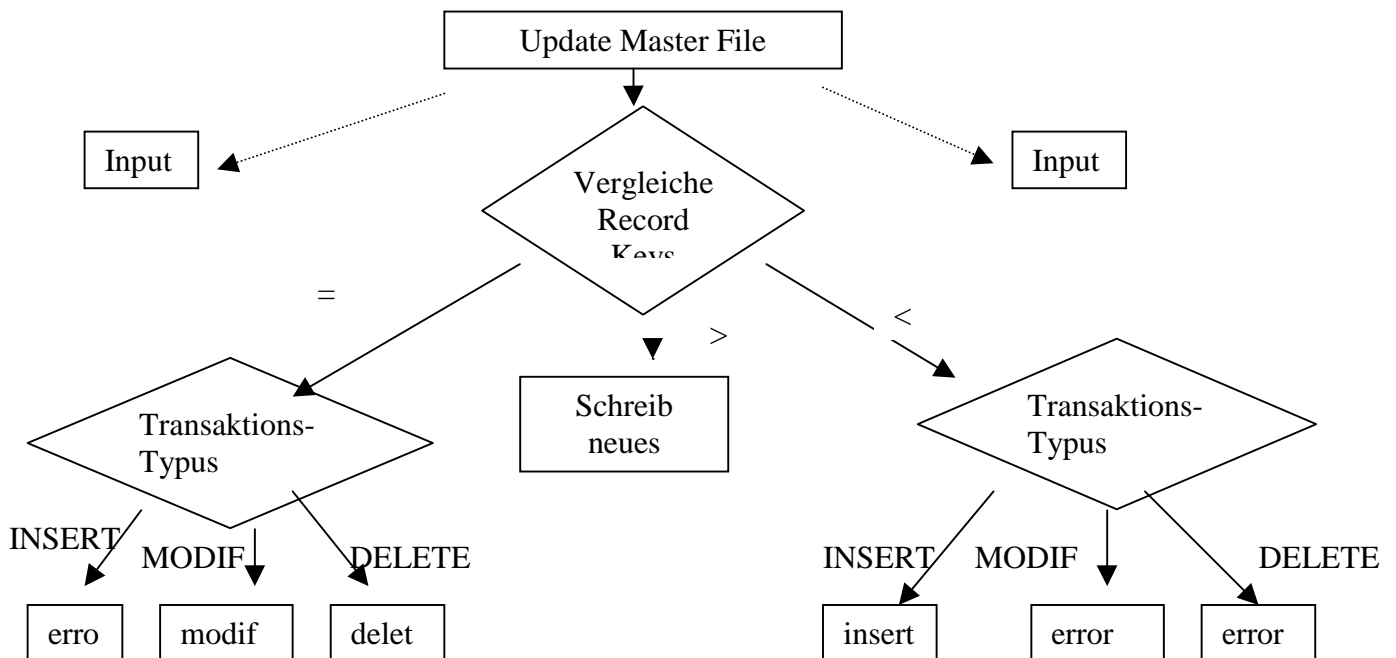 Update Master File
Input
Input
Vergleiche
Record
Keys
=
>
<
Schreib
neues
Transaktions-
Typus
Transaktions-
Typus
INSERT
MODIF
DELETE
INSERT
MODIF
DELETE
erro
modif
delet
insert
error
error